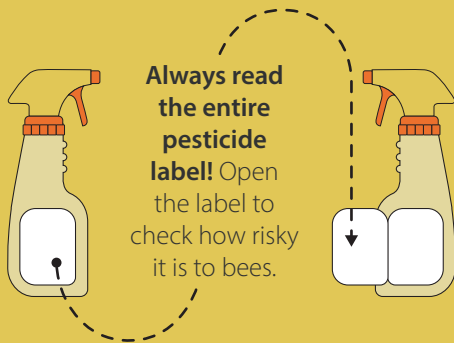 Always read
the entire
pesticide
label! Open
the label to
check how risky
it is to bees.